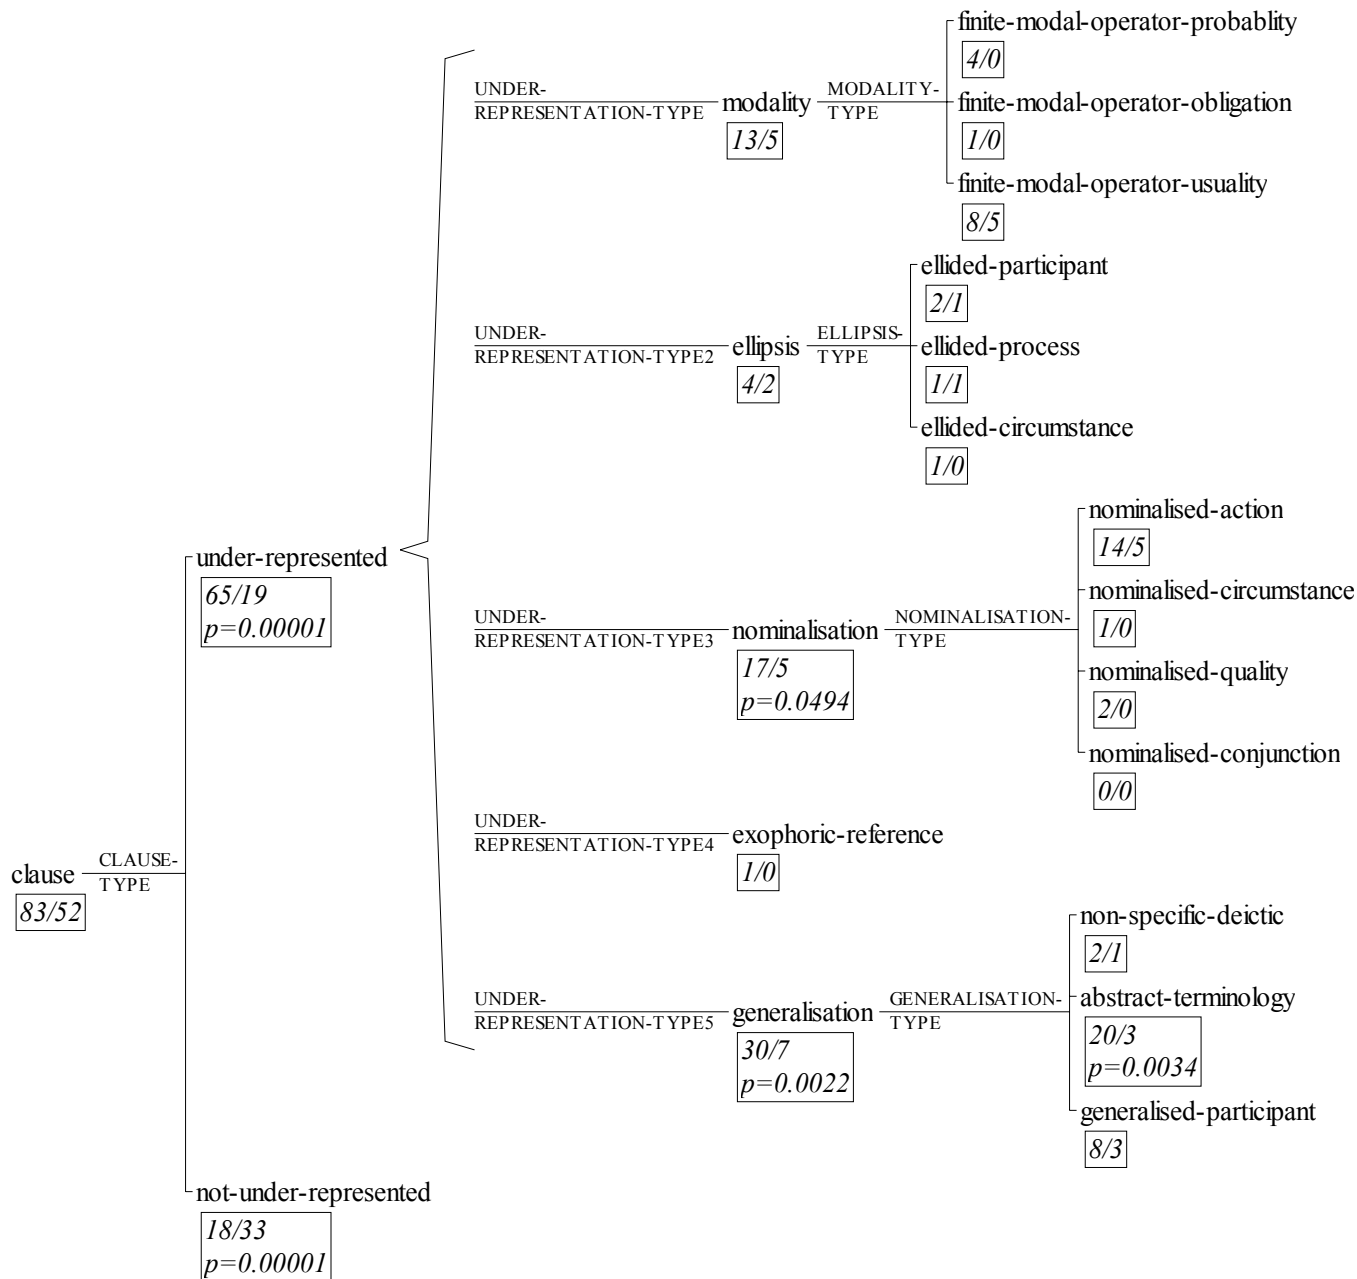 finite-modal-operator-probablity
4/0
UNDER-
REPRESENTATION-TYPE
modality
13/5
MODALITY-
TYPE
finite-modal-operator-obligation
1/0
finite-modal-operator-usuality
8/5
ellided-participant
2/1
UNDER-
REPRESENTATION-TYPE2
ellipsis
4/2
ELLIPSIS-
TYPE
ellided-process
1/1
ellided-circumstance
1/0
nominalised-action
14/5
under-represented
65/19
p=0.00001
nominalised-circumstance
1/0
UNDER-
REPRESENTATION-TYPE3
nominalisation
17/5
p=0.0494
NOMINALISATION-
TYPE
nominalised-quality
2/0
nominalised-conjunction
0/0
UNDER-
REPRESENTATION-TYPE4
exophoric-reference
1/0
clause
83/52
CLAUSE-
TYPE
non-specific-deictic
2/1
UNDER-
REPRESENTATION-TYPE5
generalisation
30/7
p=0.0022
GENERALISATION-
TYPE
abstract-terminology
20/3
p=0.0034
generalised-participant
8/3
not-under-represented
18/33
p=0.00001